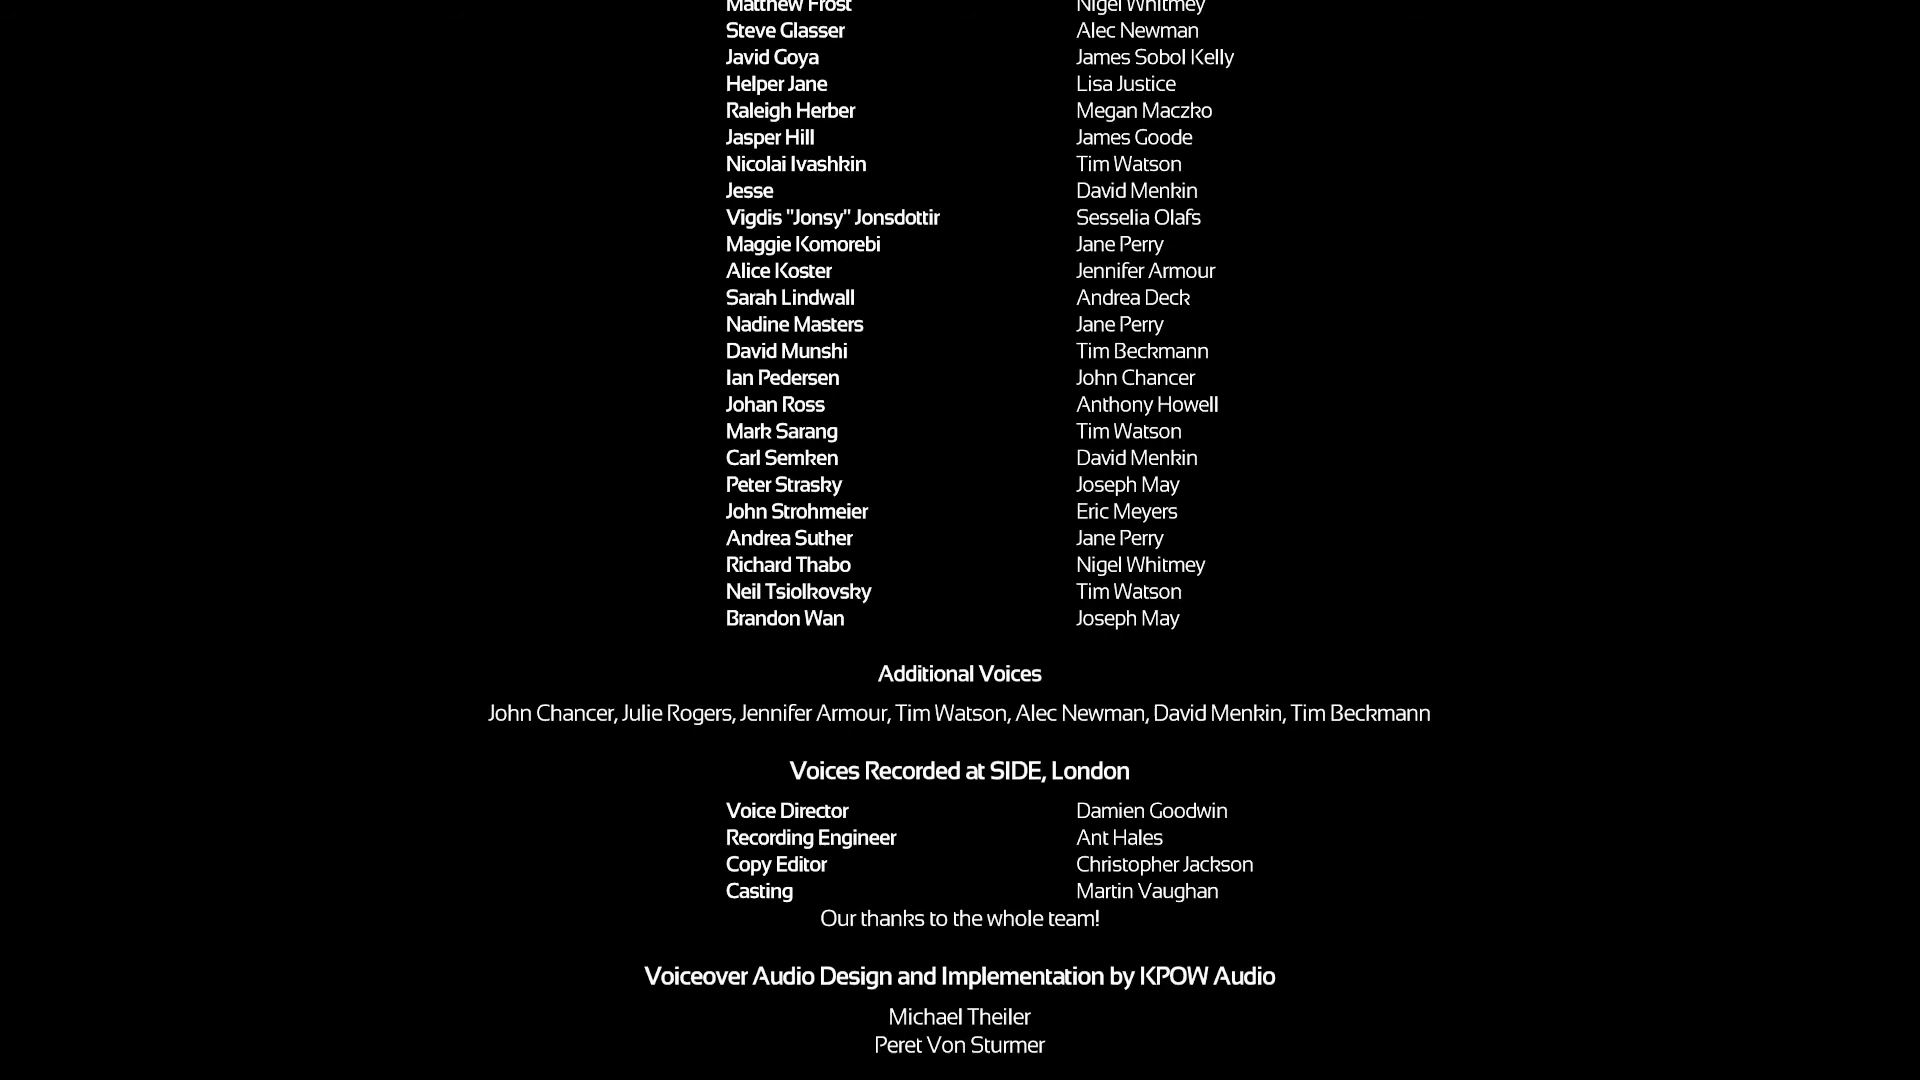 Matthew Frost Nigel Whitmey
Steve Glasser Alec Newman
Javid Goya James Sobol Kelly
Helper Jane Lisa Justice
Raleigh Herber Megan Maczko
Jasper Hill James Goode
Nicolai Ivashkin Tim Watson
Jesse David Menkin
Vigdis "Jonsy" Jonsdottir Sesselia Olafs
Maggie Komorebi Jane Perry
Alice Koster Jennifer Armour
Sarah Lindwall Andrea Deck
Nadine Masters Jane Perry
David Munshi Tim Beckmann
Ian Pedersen John Chancer
Johan Ross Anthony Howell
Mark Sarang Tim Watson
Carl Semken David Menkin
Peter Strasky Joseph May
John Strohmeier Eric Meyers
Andrea Suther Jane Perry
Richard Thabo Nigel Whitmey
Neil Tsiolkovsky Tim Watson
Brandon Wan Joseph May
Additional Voices
John Chancer, Julie Rogers, Jennifer Armour, Tim Watson, Alec Newman, David Menkin, Tim Beckmann
Voices Recorded at SIDE, London
Voice Director Damien Goodwin
Recording Engineer Ant Hales
Copy Editor Christopher Jackson
Casting Martin Vaughan
Our thanks to the whole team!
Voiceover Audio Design and Implementation by KPOW Audio
Michael Theiler
Peret Von Sturmer